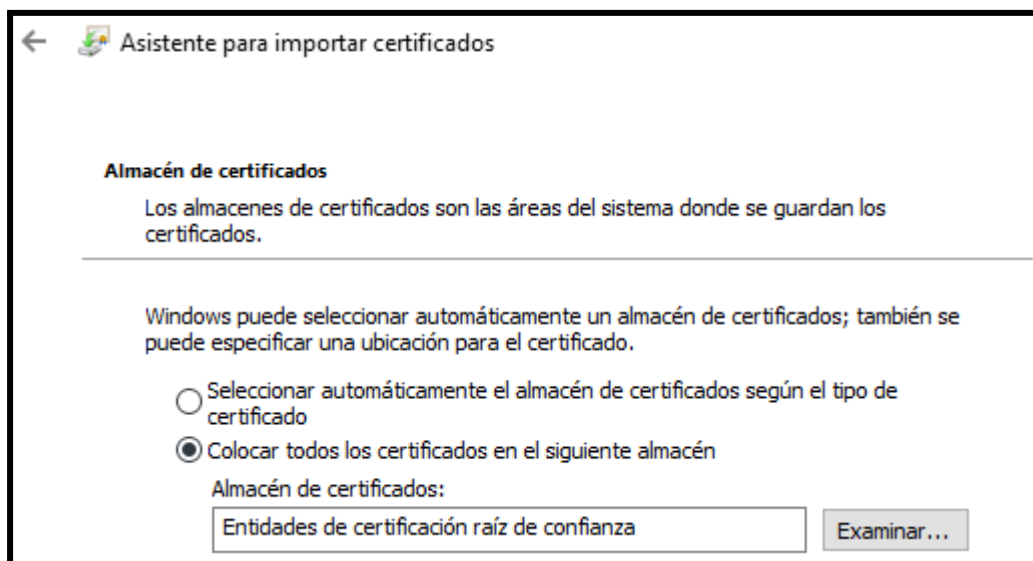 Asistente para importar certificados
Almacén de certificados
Los almacenes de certificados son las áreas del sistema donde se guardan los
certificados.
Windows puede seleccionar automáticamente un almacén de certificados; también se
puede especificar una ubicación para el certificado.
Seleccionar automáticamente el almacén de certificados según el tipo de
certificado
Colocar todos los certificados en el siguiente almacén
Almacén de certificados:
Entidades de certificación raíz de confianza
Examinar...